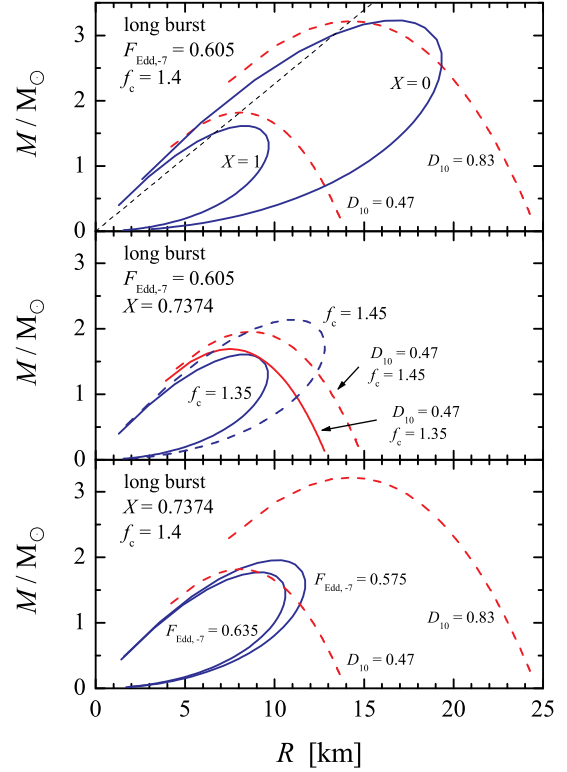 long burst
F_Edd,-7 = 0.605
f_c = 1.4
X = 0
X = 1
D_10 = 0.83
D_10 = 0.47
M / M_⊙
3
2
1
0
long burst
F_Edd,-7 = 0.605
X = 0.7374
f_c = 1.45
D_10 = 0.47
f_c = 1.45
f_c = 1.35
D_10 = 0.47
f_c = 1.35
M / M_⊙
3
2
1
0
long burst
X = 0.7374
f_c = 1.4
F_Edd, -7 = 0.575
F_Edd, -7 = 0.635
D_10 = 0.83
D_10 = 0.47
M / M_⊙
3
2
1
0
0 5 10 15 20 25
R [km]